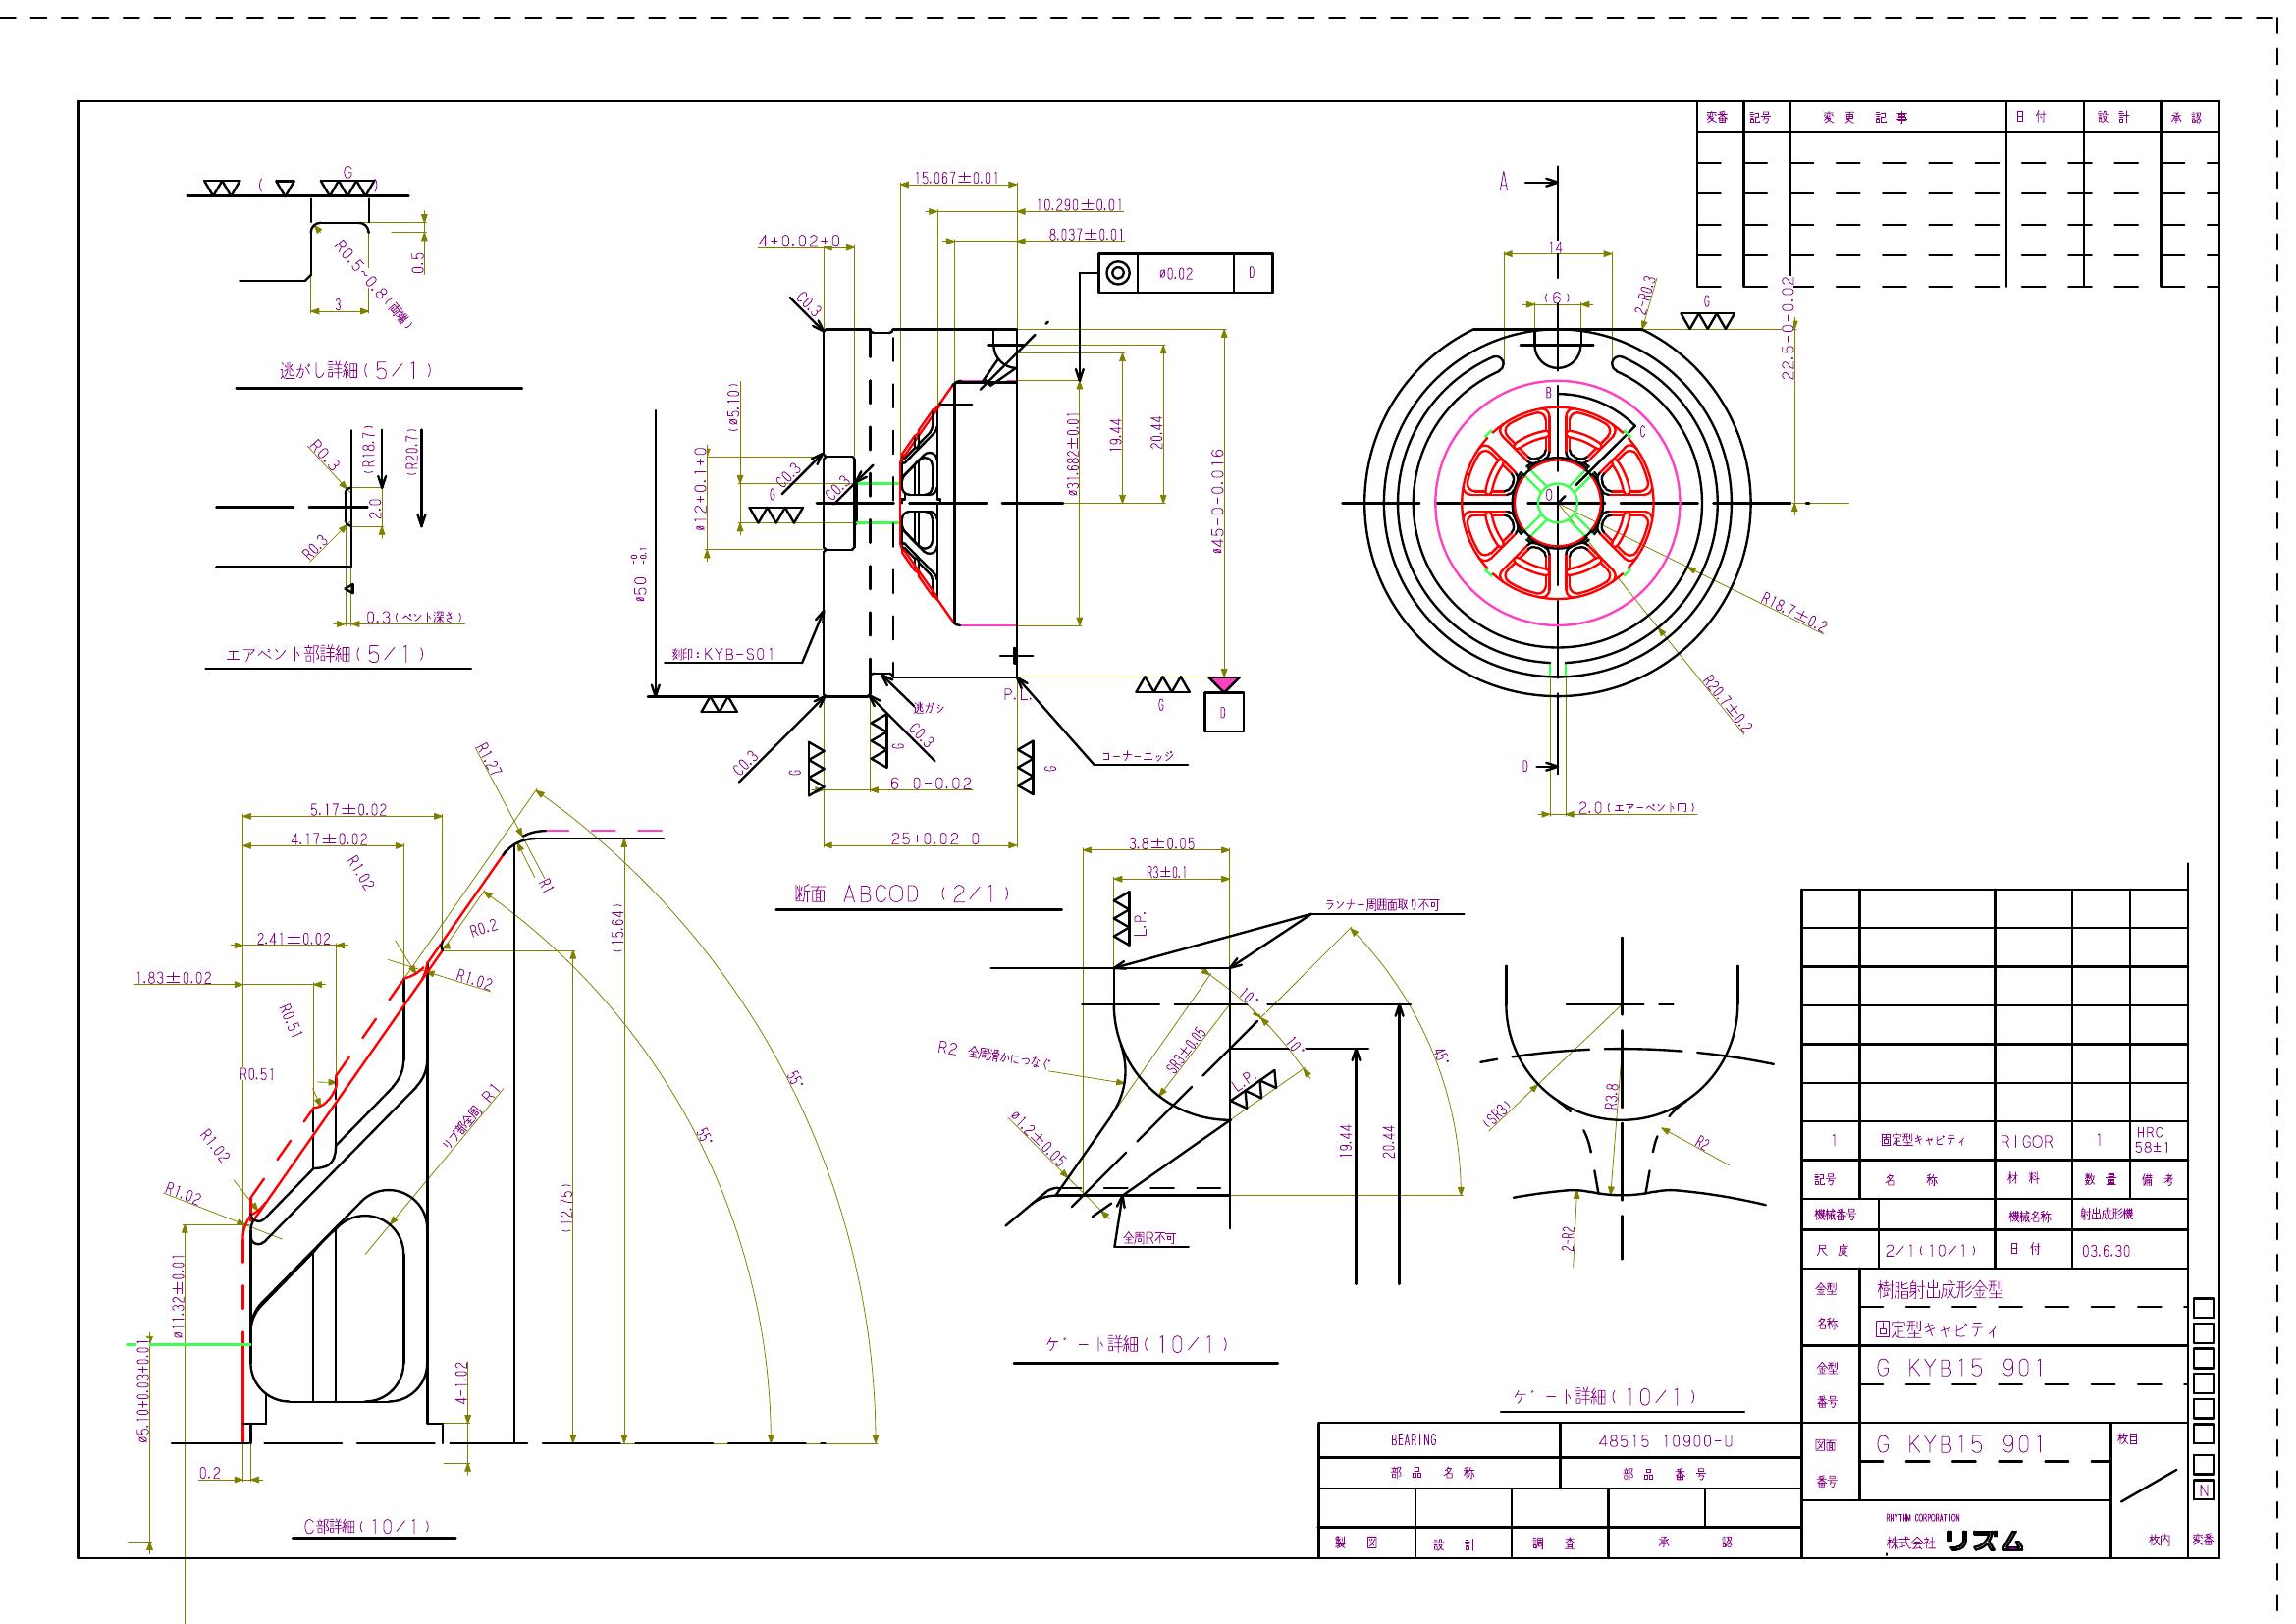 変番 記号 変更記事 日付 設計 承認
G
R0.5~0.8(両端)
0.5
3
逃がし詳細(5/1)
R0.3
(R18.7)
(R20.7)
2.0
R0.3
0.3(ベント深さ)
エアベント部詳細(5/1)
15.067±0.01
10.290±0.01
8.037±0.01
4+0.02+0
ø0.02 D
C0.3
(ø5.10)
ø12+0.1+0
G
C0.3
C0.3
ø31.682±0.01
19.44
20.44
ø45-0-0.016
ø50 -0 -0.1
刻印:KYB-S01
P.L.
逃ガシ
C0.3
C0.3
G
G
G
G
D
コーナーエッジ
6 0-0.02
25+0.02 0
断面 ABCOD (2/1)
A
14
(6)
2-R0.3
G
22.5-0-0.02
B
C
O
R18.7±0.2
R20.7±0.2
D
2.0(エアーベント巾)
R1.27
5.17±0.02
4.17±0.02
R1.02
R1
R0.2
(15.64)
2.41±0.02
1.83±0.02
R1.02
R0.51
R0.51
55°
55°
リブ部全周 R1
R1.02
R1.02
(12.75)
ø11.32±0.01
ø5.10+0.03+0.01
4-1.02
0.2
C部詳細(10/1)
3.8±0.05
R3±0.1
L.P.
ランナー周囲面取り不可
10°
SR3±0.05
10°
45°
R2 全周滑かにつなぐ
L.P.
ø1.2±0.05
19.44
20.44
全周R不可
ゲート詳細(10/1)
(SR3)
R3.8
R2
2-R2
ゲート詳細(10/1)
1 固定型キャビティ RIGOR 1 HRC 58±1
記号 名称 材料 数量 備考
機械番号 機械名称 射出成形機
尺度 2/1(10/1) 日付 03.6.30
金型名称 樹脂射出成形金型
固定型キャビティ
金型番号 G KYB15 901
図面番号 G KYB15 901 枚目
枚内
N
変番
BEARING 48515 10900-U
部品名称 部品番号
製図 設計 調査 承認
RHYTHM CORPORATION
株式会社 リズム